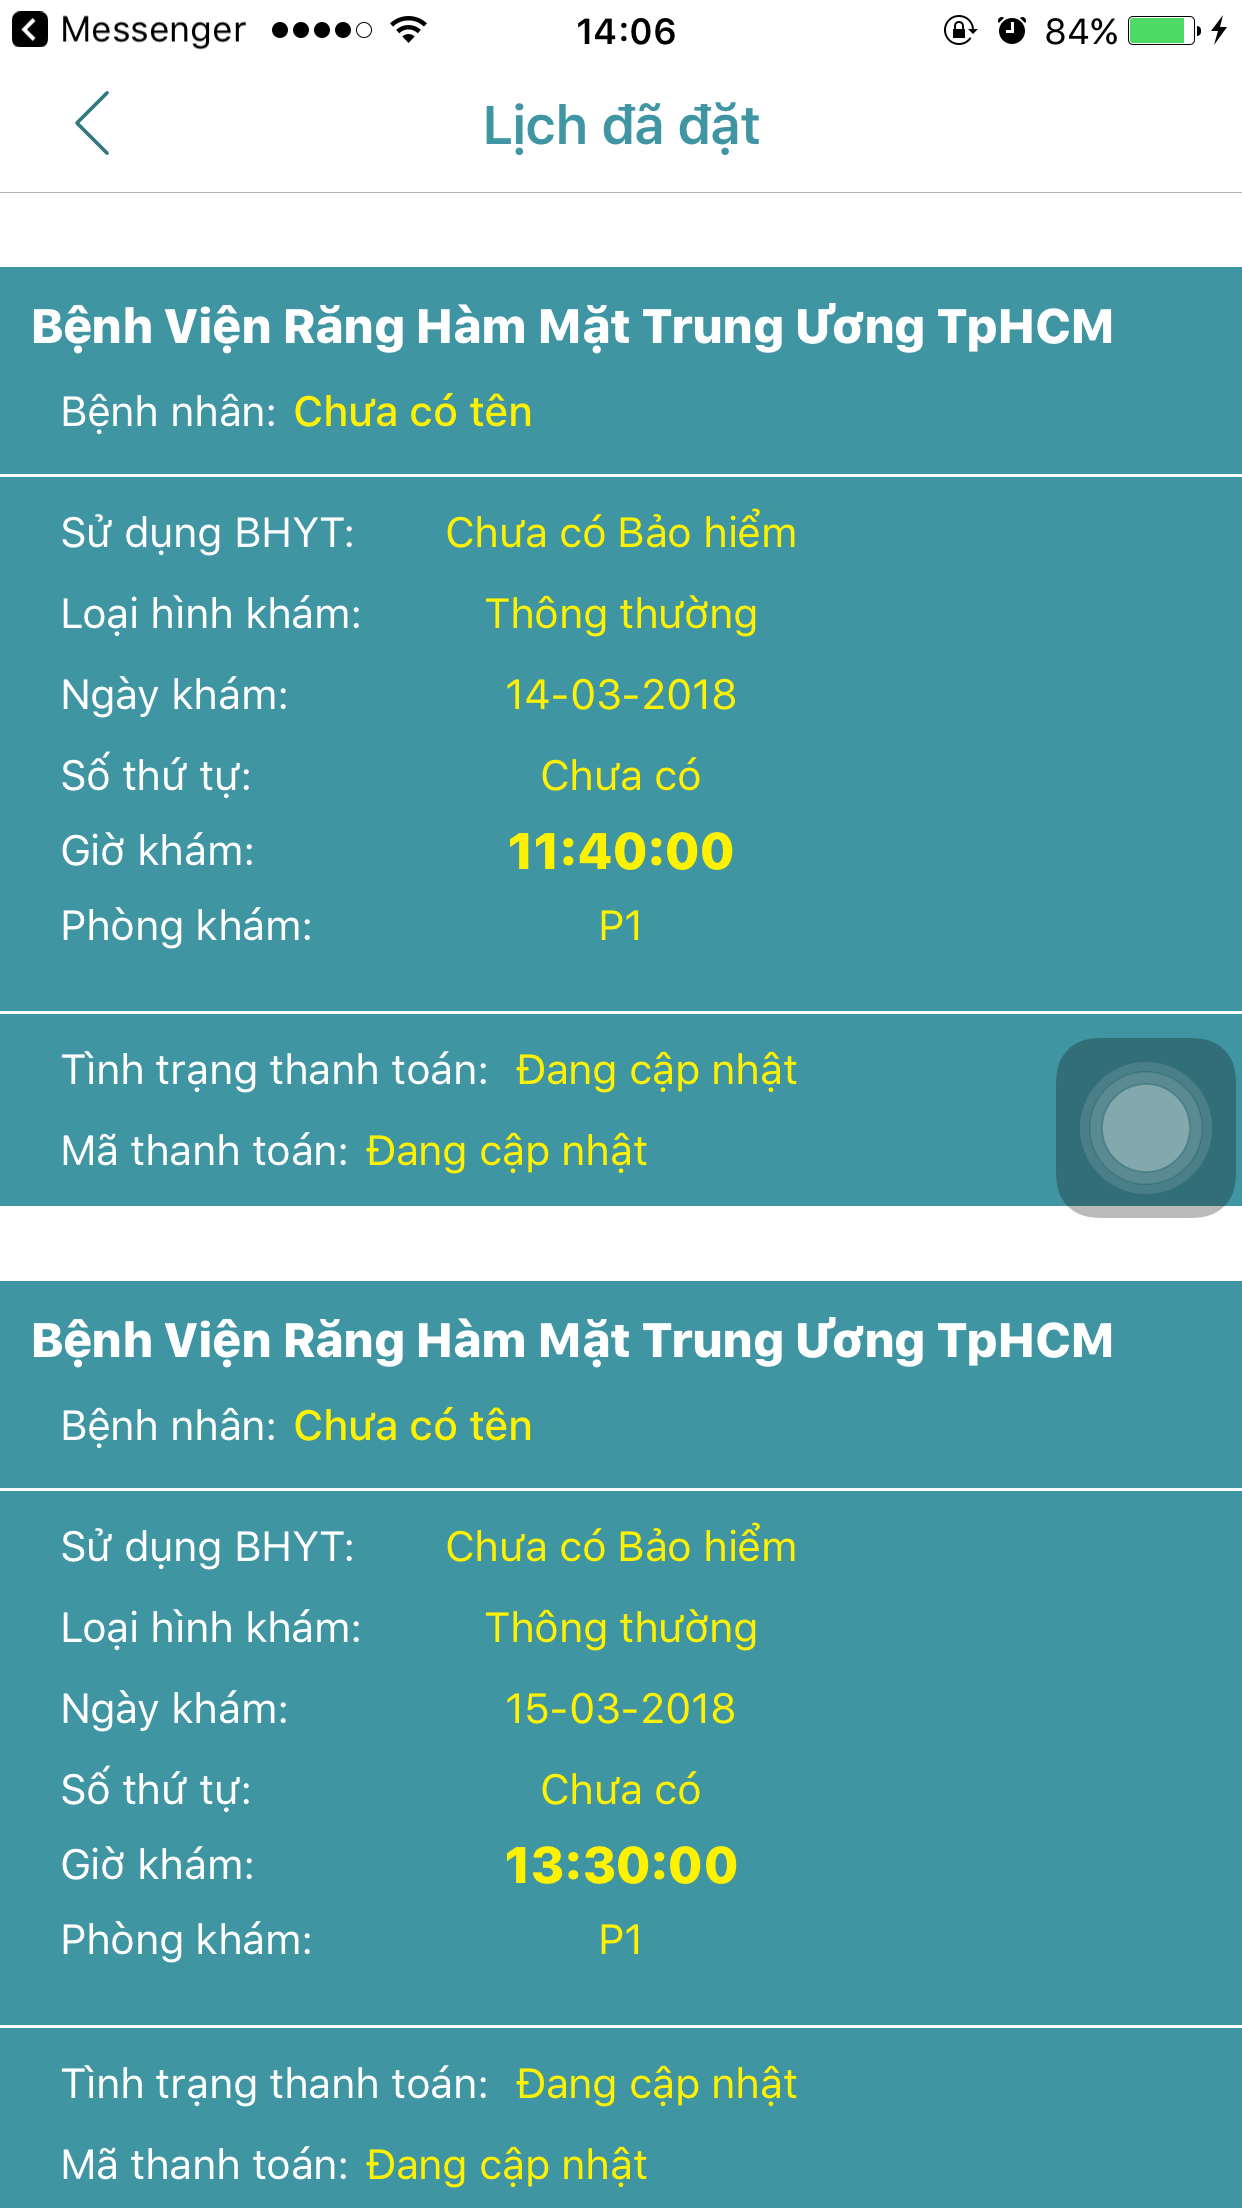 Messenger 14:06 84%
Lịch đã đặt
Bệnh Viện Răng Hàm Mặt Trung Ương TpHCM
Bệnh nhân: Chưa có tên
Sử dụng BHYT: Chưa có Bảo hiểm
Loại hình khám: Thông thường
Ngày khám: 14-03-2018
Số thứ tự: Chưa có
Giờ khám: 11:40:00
Phòng khám: P1
Tình trạng thanh toán: Đang cập nhật
Mã thanh toán: Đang cập nhật
Bệnh Viện Răng Hàm Mặt Trung Ương TpHCM
Bệnh nhân: Chưa có tên
Sử dụng BHYT: Chưa có Bảo hiểm
Loại hình khám: Thông thường
Ngày khám: 15-03-2018
Số thứ tự: Chưa có
Giờ khám: 13:30:00
Phòng khám: P1
Tình trạng thanh toán: Đang cập nhật
Mã thanh toán: Đang cập nhật